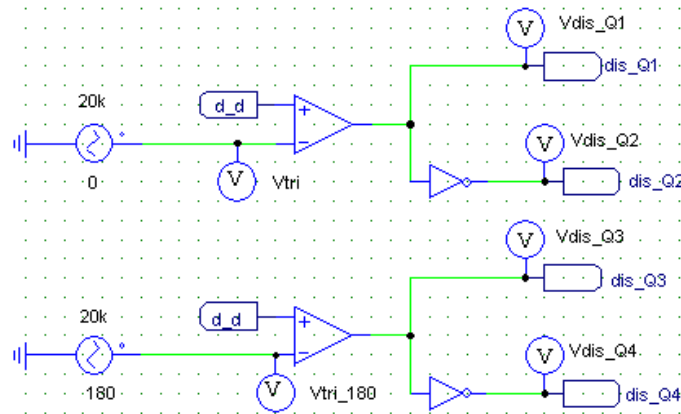 Vdis_Q1
V
dis_Q1
20k
d_d
+
-
V
Vtri
0
V
Vdis_Q2
dis_Q2
V
Vdis_Q3
dis_Q3
20k
d_d
+
-
V
Vtri_180
180
V
Vdis_Q4
dis_Q4